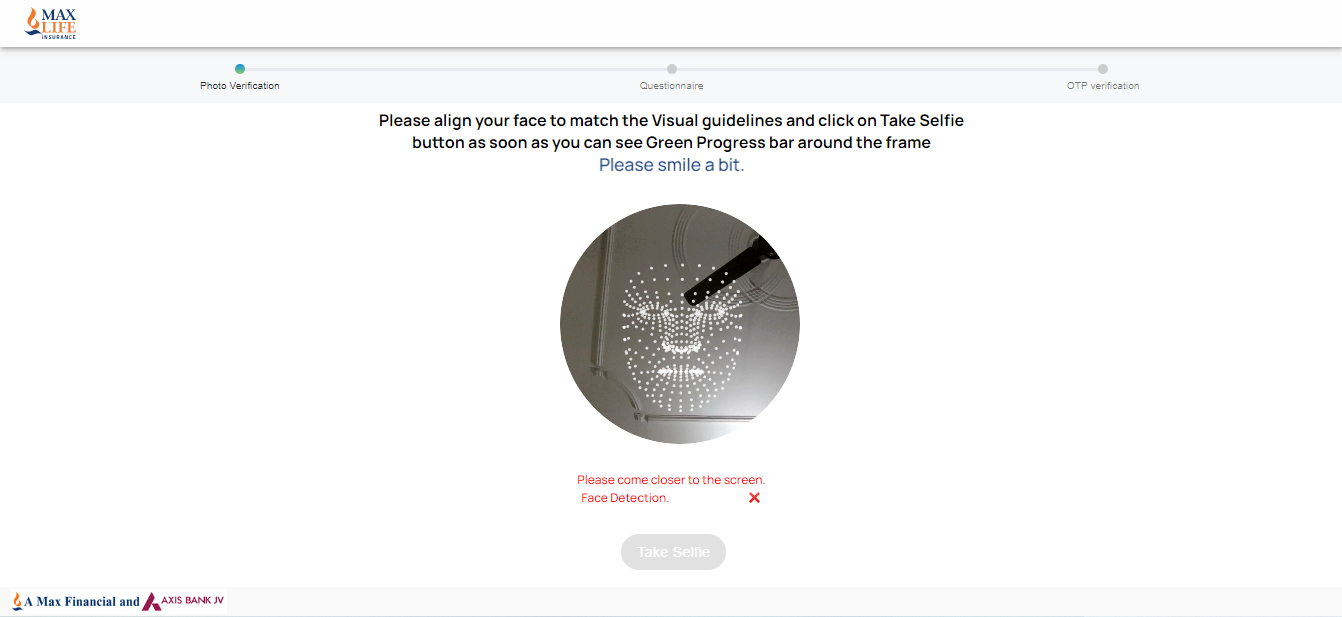 MAX
LIFE
INSURANCE
Photo Verification
Questionnaire
OTP verification
Please align your face to match the Visual guidelines and click on Take Selfie
button as soon as you can see Green Progress bar around the frame
Please smile a bit.
Please come closer to the screen.
Face Detection.
Take Selfie
A Max Financial and AXIS BANK JV